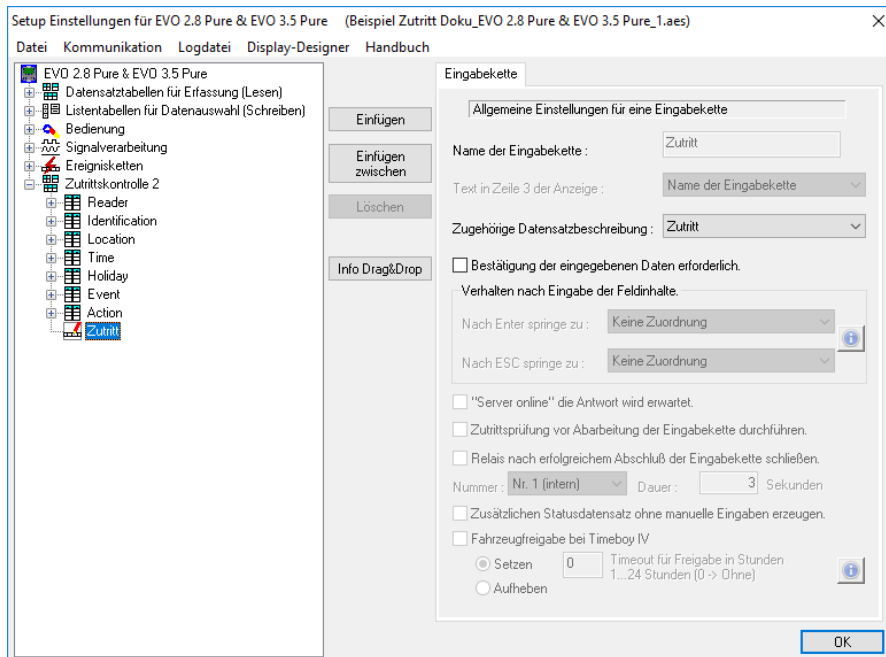 Setup Einstellungen für EVO 2.8 Pure & EVO 3.5 Pure (Beispiel Zutritt Doku_EVO 2.8 Pure & EVO 3.5 Pure_1.aes)
Datei Kommunikation Logdatei Display-Designer Handbuch
EVO 2.8 Pure & EVO 3.5 Pure
Datensatztabellen für Erfassung (Lesen)
Listentabellen für Datenauswahl (Schreiben)
Bedienung
Signalverarbeitung
Ereignisketten
Zutrittskontrolle 2
Reader
Identification
Location
Time
Holiday
Event
Action
Zutritt
Einfügen
Einfügen
zwischen
Löschen
Info Drag&Drop
Eingabekette
Allgemeine Einstellungen für eine Eingabekette
Name der Eingabekette : Zutritt
Text in Zeile 3 der Anzeige : Name der Eingabekette
Zugehörige Datensatzbeschreibung : Zutritt
Bestätigung der eingegebenen Daten erforderlich.
Verhalten nach Eingabe der Feldinhalte.
Nach Enter springe zu : Keine Zuordnung
Nach ESC springe zu : Keine Zuordnung
"Server online" die Antwort wird erwartet.
Zutrittsprüfung vor Abarbeitung der Eingabekette durchführen.
Relais nach erfolgreichem Abschluß der Eingabekette schließen.
Nummer : Nr. 1 (intern) Dauer : 3 Sekunden
Zusätzlichen Statusdatensatz ohne manuelle Eingaben erzeugen.
Fahrzeugfreigabe bei Timeboy IV
Setzen 0 Timeout für Freigabe in Stunden
1...24 Stunden (0 -> Ohne)
Aufheben
OK